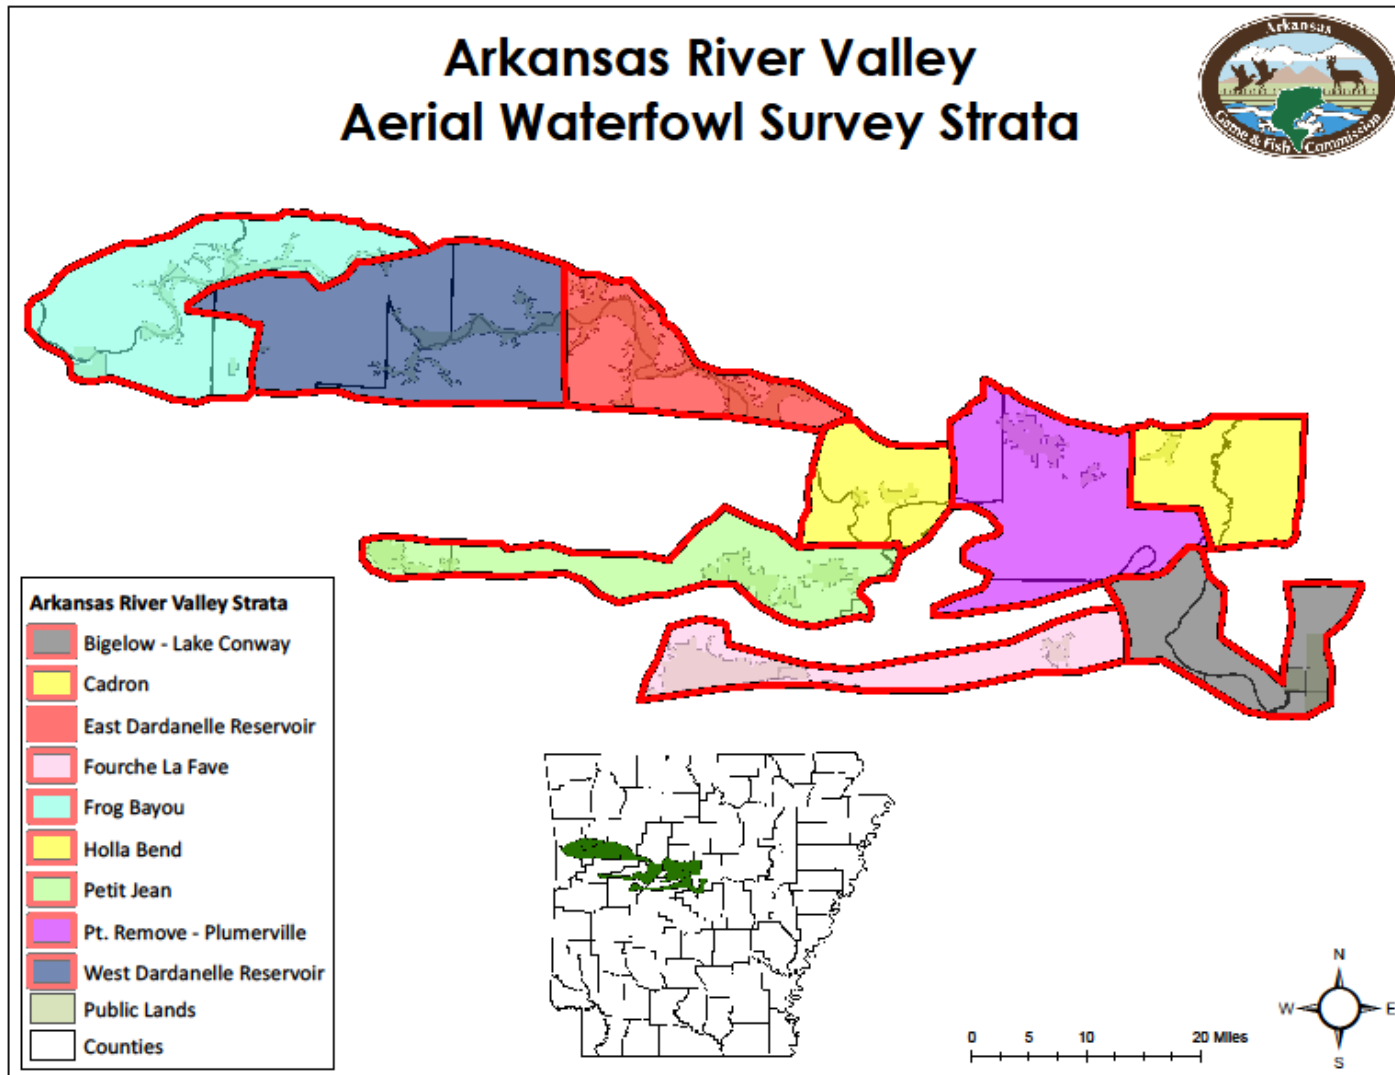 Arkansas River Valley
Aerial Waterfowl Survey Strata
Arkansas
Game & Fish Commission
Arkansas River Valley Strata
Bigelow - Lake Conway
Cadron
East Dardanelle Reservoir
Fourche La Fave
Frog Bayou
Holla Bend
Petit Jean
Pt. Remove - Plumerville
West Dardanelle Reservoir
Public Lands
Counties
N
W E
S
0 5 10 20 Miles